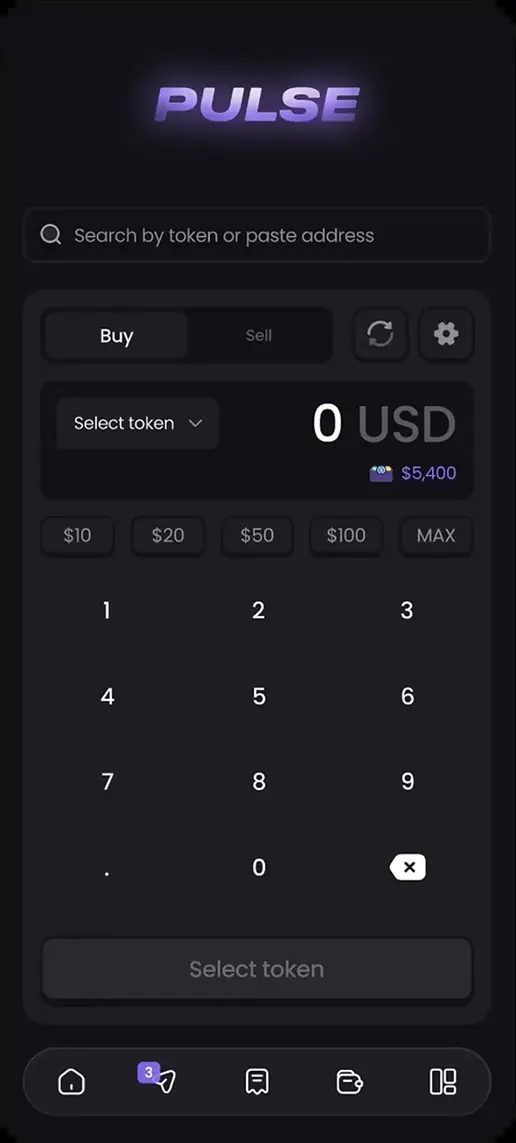 PULSE
Search by token or paste address
Buy Sell
Select token 0 USD
$5,400
$10 $20 $50 $100 MAX
1 2 3
4 5 6
7 8 9
. 0
Select token
3